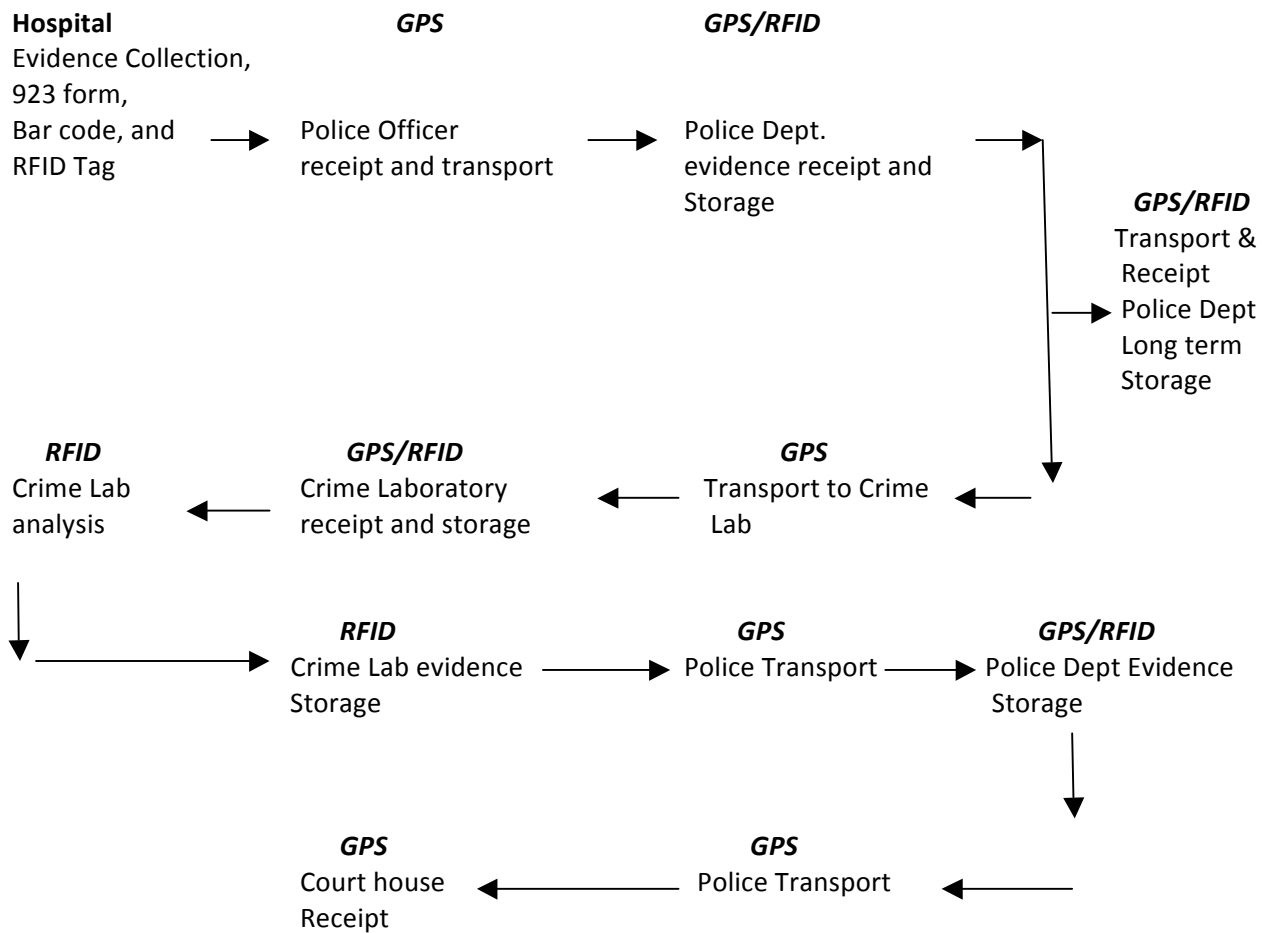 Hospital
Evidence Collection,
923 form,
Bar code, and
RFID Tag
GPS
Police Officer
receipt and transport
GPS/RFID
Police Dept.
evidence receipt and
Storage
GPS/RFID
Transport &
Receipt
Police Dept
Long term
Storage
GPS
Transport to Crime
Lab
GPS/RFID
Crime Laboratory
receipt and storage
RFID
Crime Lab
analysis
RFID
Crime Lab evidence
Storage
GPS
Police Transport
GPS/RFID
Police Dept Evidence
Storage
GPS
Police Transport
GPS
Court house
Receipt